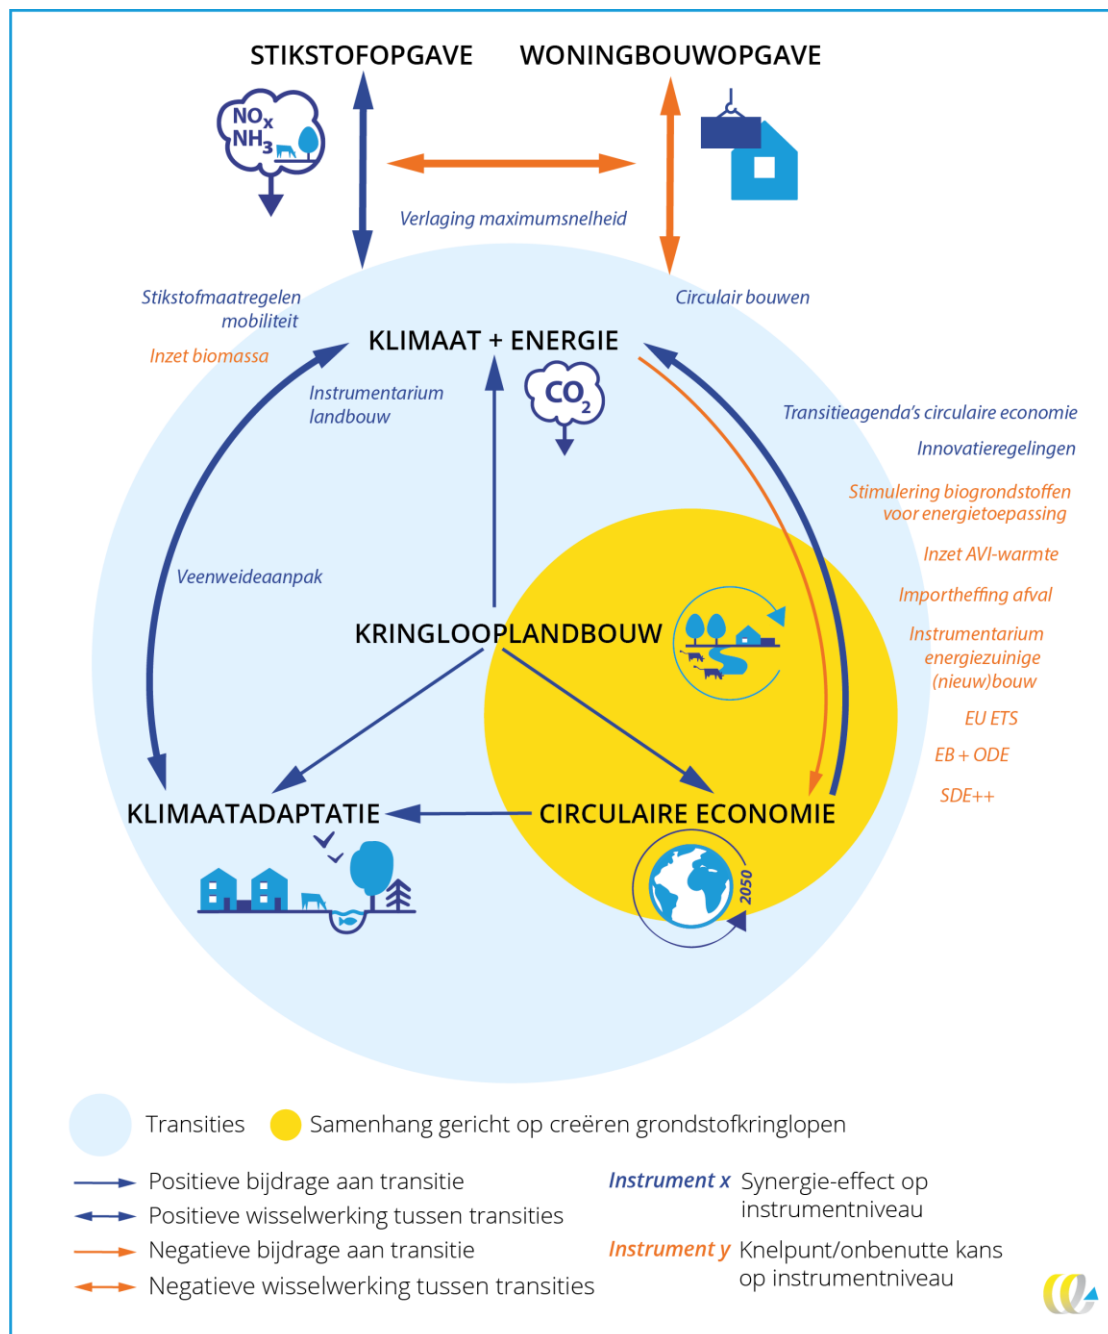 STIKSTOFOPGAVE
WONINGBOUWOPGAVE
NOx
NH3
Verlaging maximumsnelheid
Stikstofmaatregelen
mobiliteit
Inzet biomassa
Circulair bouwen
KLIMAAT + ENERGIE
Instrumentarium
landbouw
CO2
Transitieagenda's circulaire economie
Innovatieregelingen
Stimulering biogrondstoffen
voor energietoepassing
Inzet AVI-warmte
Importheffing afval
Instrumentarium
energiezuinige
(nieuw)bouw
EU ETS
EB + ODE
SDE++
Veenweideaanpak
KRINGLOOPLANDBOUW
KLIMAATADAPTATIE
CIRCULAIRE ECONOMIE
2050
Transities
Samenhang gericht op creëren grondstofkringlopen
Positieve bijdrage aan transitie
Positieve wisselwerking tussen transities
Negatieve bijdrage aan transitie
Negatieve wisselwerking tussen transities
Instrument x Synergie-effect op
instrumentniveau
Instrument y Knelpunt/onbenutte kans
op instrumentniveau